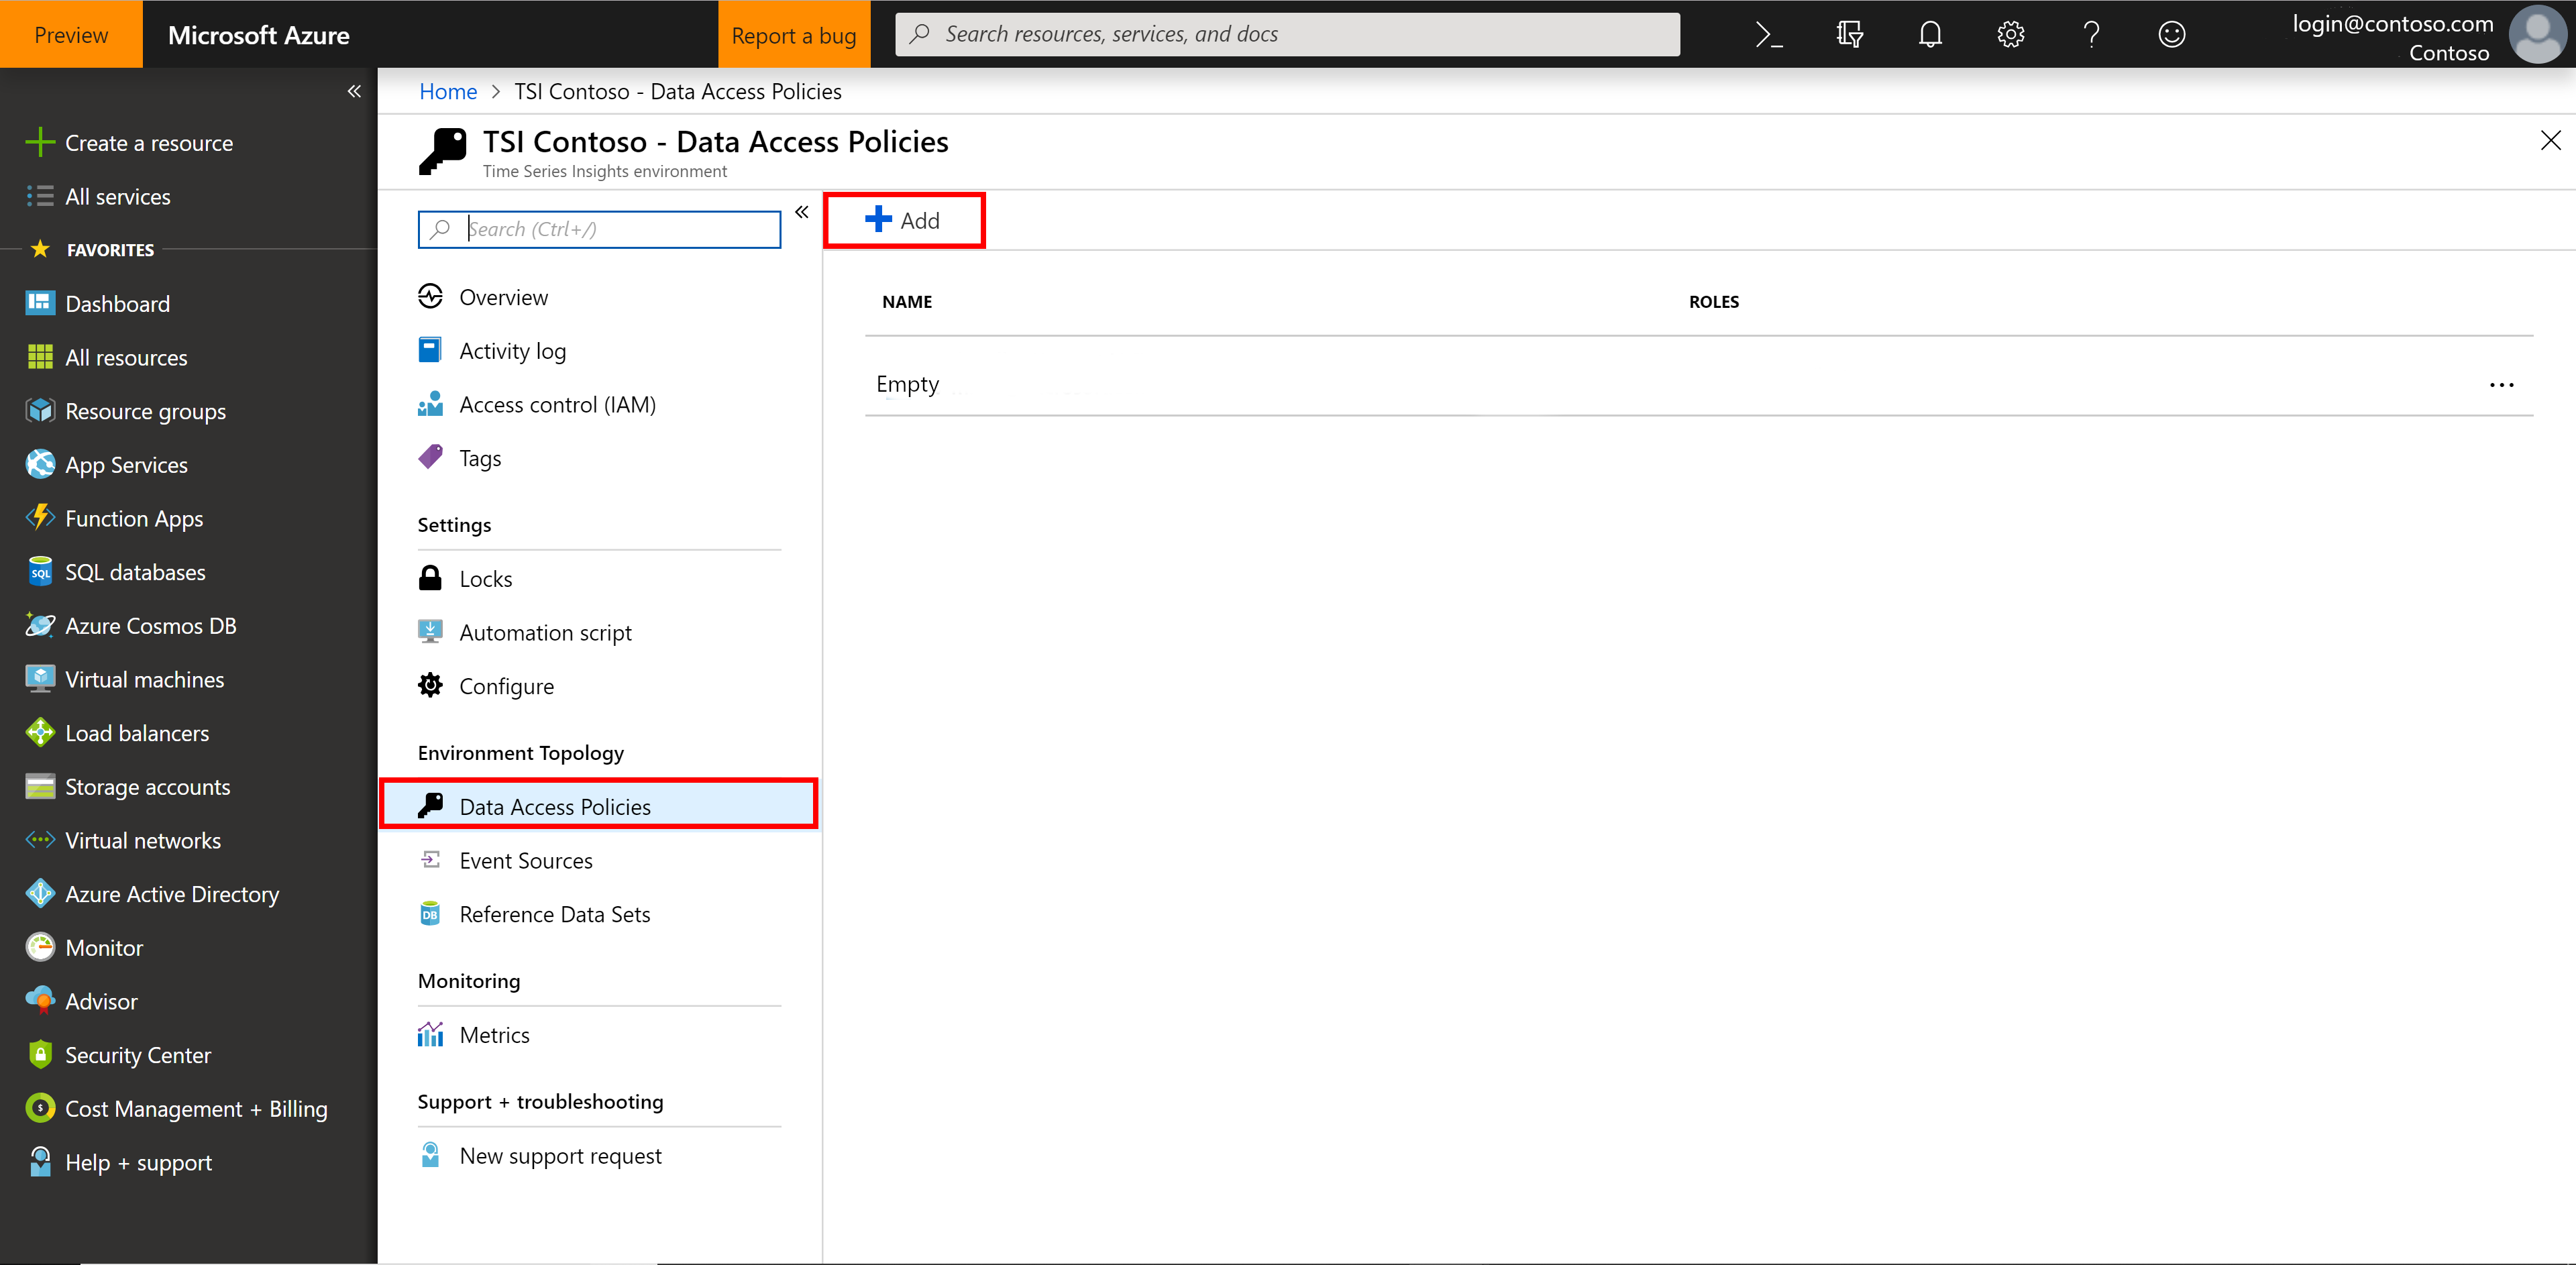 Preview
Microsoft Azure
Report a bug
Search resources, services, and docs
login@contoso.com
Contoso
Create a resource
All services
FAVORITES
Dashboard
All resources
Resource groups
App Services
Function Apps
SQL databases
Azure Cosmos DB
Virtual machines
Load balancers
Storage accounts
Virtual networks
Azure Active Directory
Monitor
Advisor
Security Center
Cost Management + Billing
Help + support
Home > TSI Contoso - Data Access Policies
TSI Contoso - Data Access Policies
Time Series Insights environment
Search (Ctrl+/)
Overview
Activity log
Access control (IAM)
Tags
Settings
Locks
Automation script
Configure
Environment Topology
Data Access Policies
Event Sources
Reference Data Sets
Monitoring
Metrics
Support + troubleshooting
New support request
Add
NAME ROLES
Empty ...